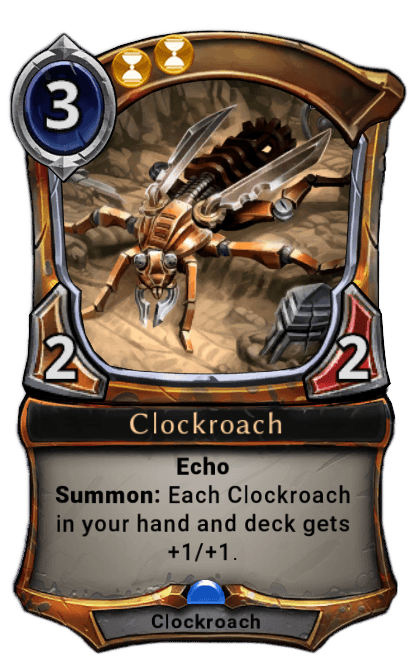 3
2
2
Clockroach
Echo
Summon: Each Clockroach
in your hand and deck gets
+1/+1.
Clockroach